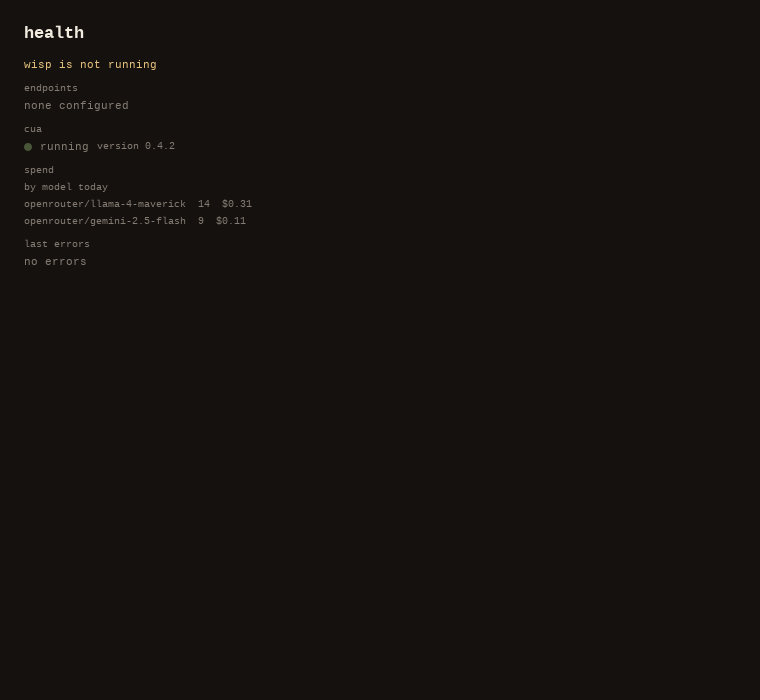 health
wisp is not running
endpoints
none configured
cua
running version 0.4.2
spend
by model today
openrouter/llama-4-maverick 14 $0.31
openrouter/gemini-2.5-flash 9 $0.11
last errors
no errors